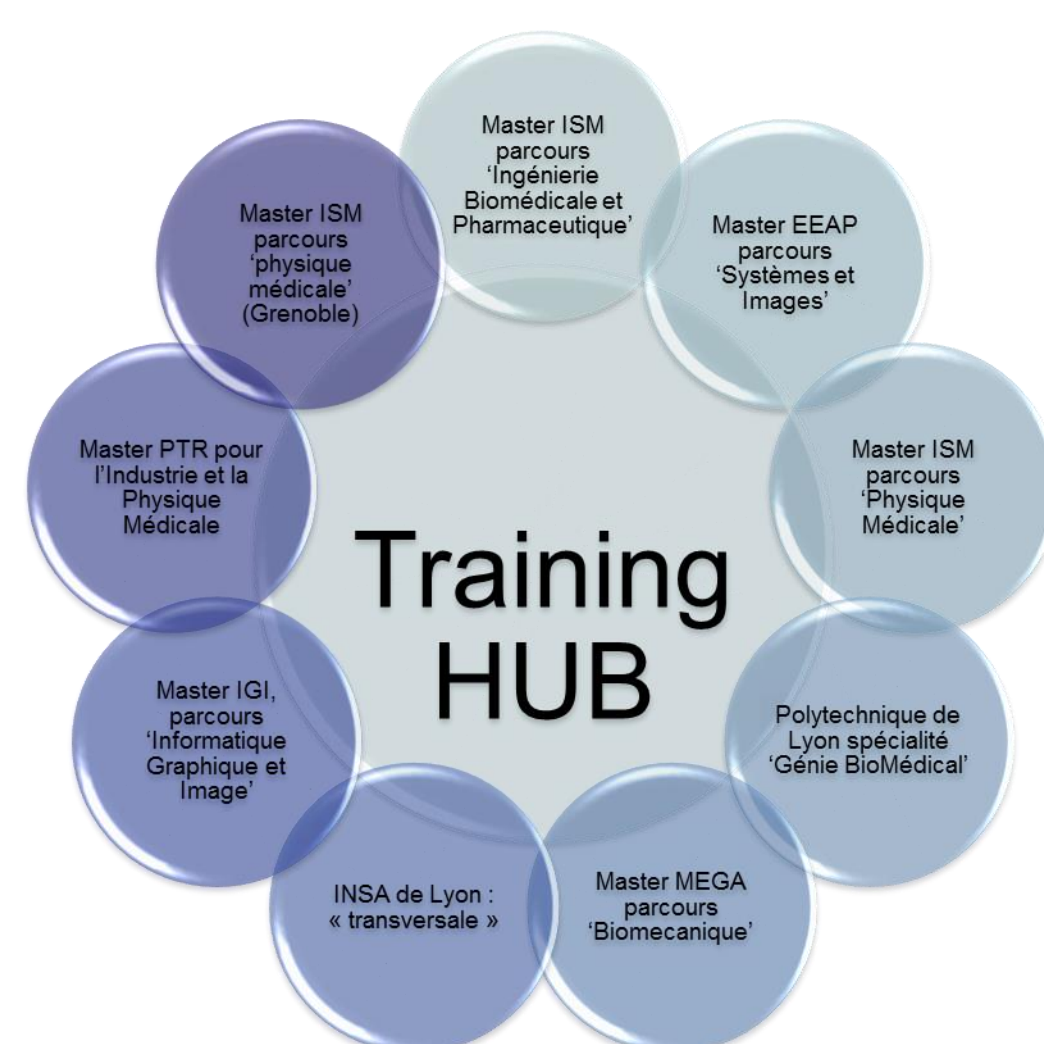 Master ISM
parcours
‘Ingénierie
Biomédicale et
Pharmaceutique’
Master EEAP
parcours
‘Systèmes et
Images’
Master ISM
parcours
‘Physique
Médicale’
Polytechnique de
Lyon spécialité
‘Génie BioMédical’
Master MEGA
parcours
‘Biomecanique’
INSA de Lyon :
« transversale »
Master IGI,
parcours
‘Informatique
Graphique et
Image’
Master PTR pour
l’Industrie et la
Physique
Médicale
Master ISM
parcours
‘physique
médicale’
(Grenoble)
Training
HUB